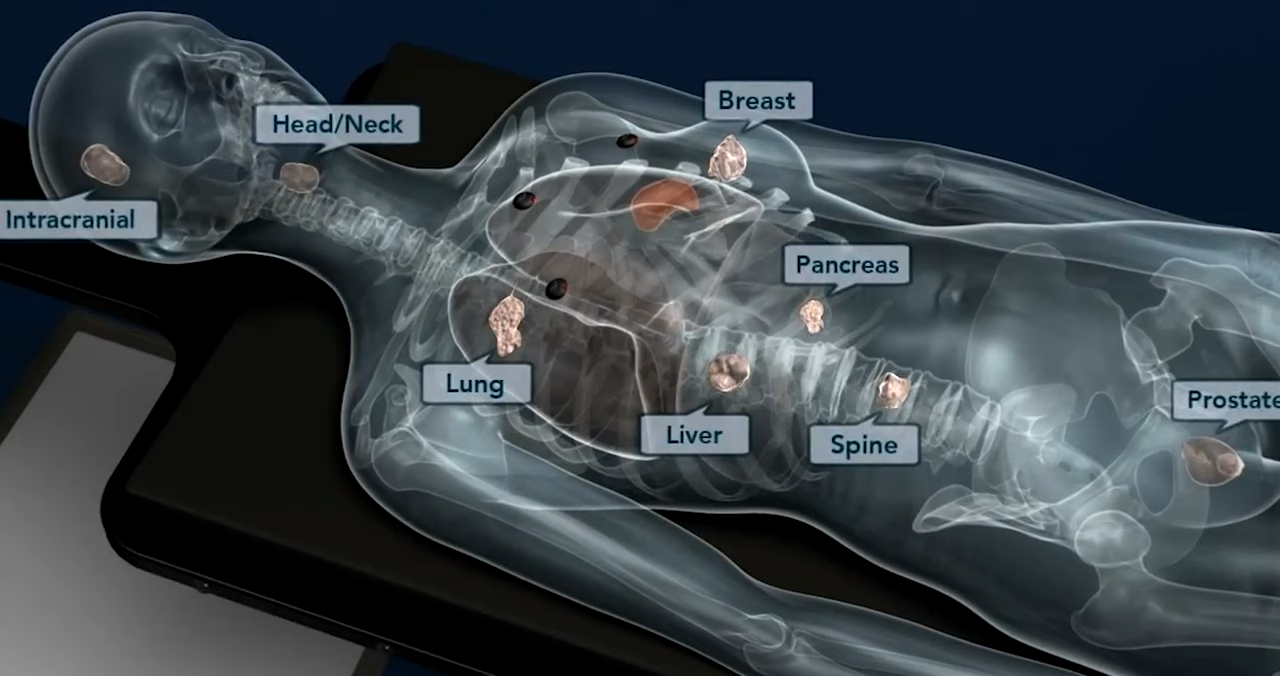 Breast
Head/Neck
Intracranial
Pancreas
Lung
Prostate
Liver
Spine